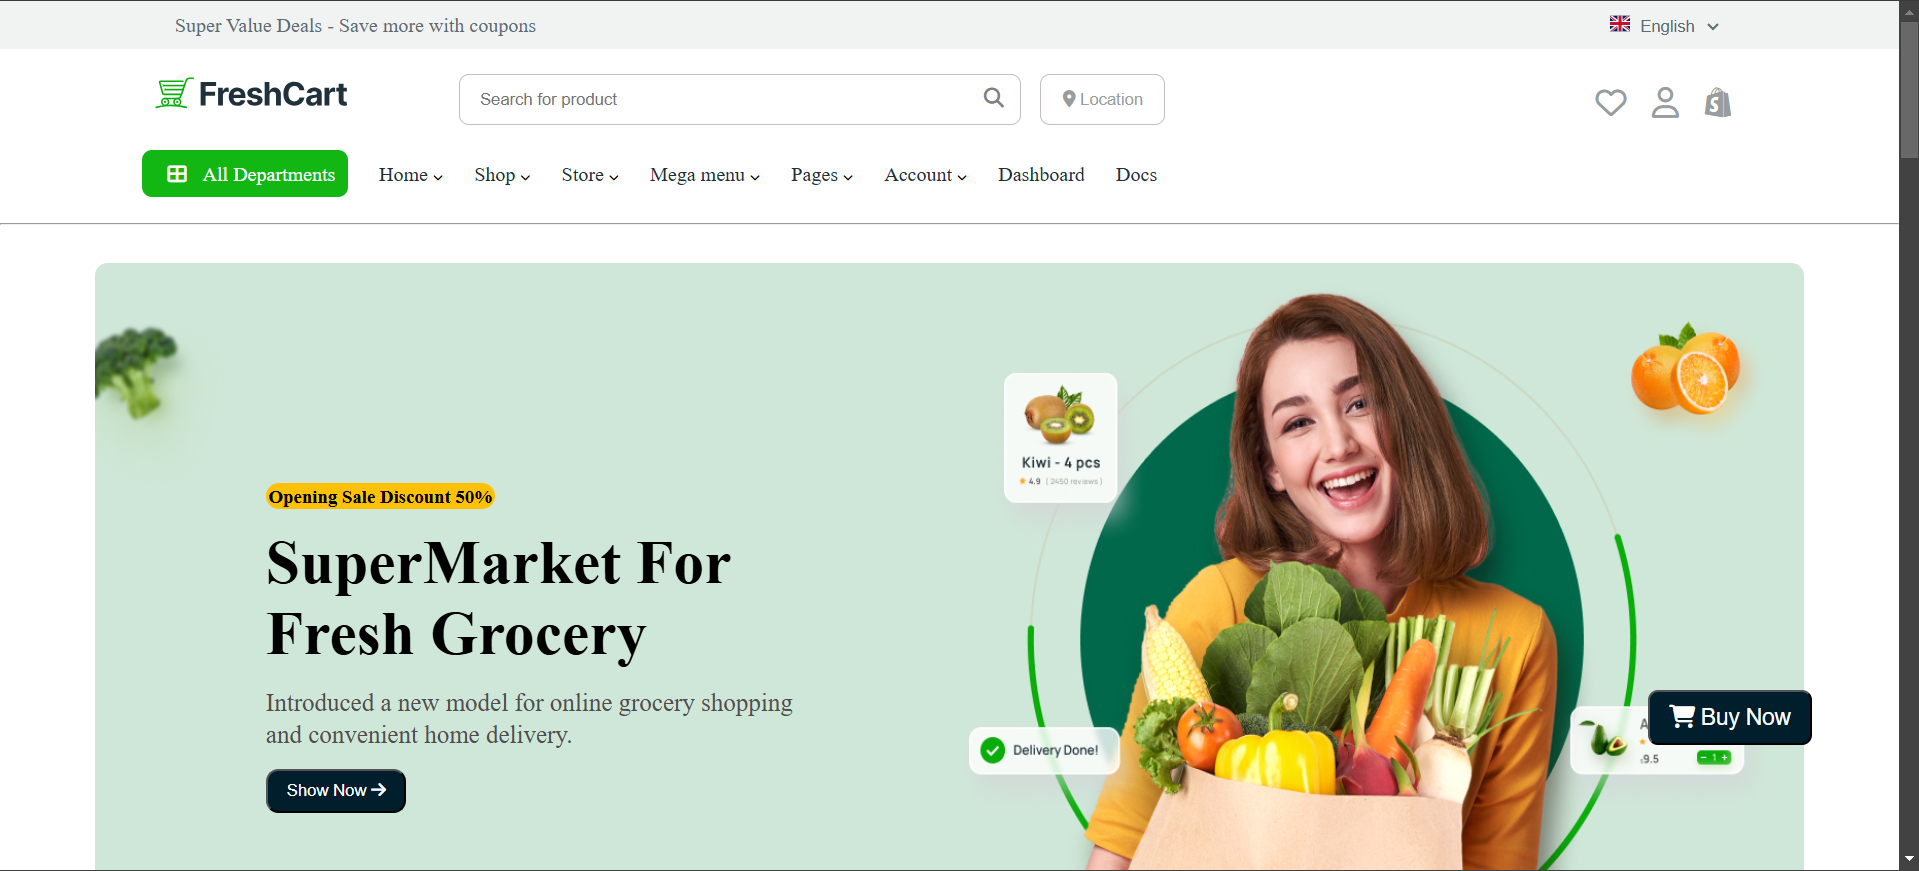 Super Value Deals - Save more with coupons
English
FreshCart
Search for product
Location
All Departments
Home
Shop
Store
Mega menu
Pages
Account
Dashboard
Docs
Kiwi - 4 pcs
4.9 ( 2450 reviews )
Opening Sale Discount 50%
SuperMarket For
Fresh Grocery
Introduced a new model for online grocery shopping
and convenient home delivery.
Show Now
Delivery Done!
Buy Now
A
$9.5
- 1 +